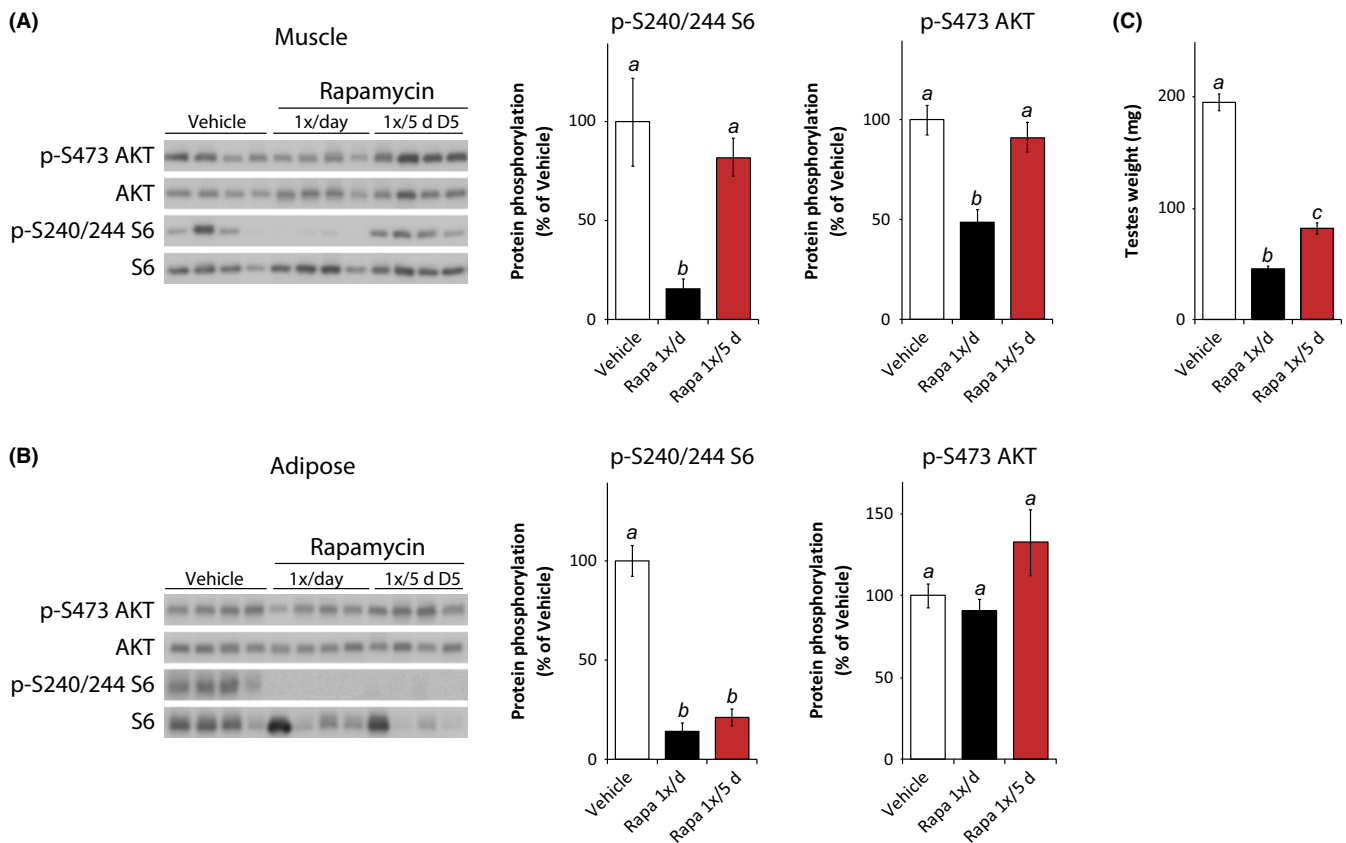 (A)
Muscle
Rapamycin
Vehicle 1x/day 1x/5 d D5
p-S473 AKT
AKT
p-S240/244 S6
S6
p-S240/244 S6
Protein phosphorylation
(% of Vehicle)
100
50
0
a
b
a
Vehicle
Rapa 1x/d
Rapa 1x/5 d
p-S473 AKT
Protein phosphorylation
(% of Vehicle)
100
50
0
a
b
a
Vehicle
Rapa 1x/d
Rapa 1x/5 d
(C)
Testes weight (mg)
200
100
0
a
b
c
Vehicle
Rapa 1x/d
Rapa 1x/5 d
(B)
Adipose
Rapamycin
Vehicle 1x/day 1x/5 d D5
p-S473 AKT
AKT
p-S240/244 S6
S6
p-S240/244 S6
Protein phosphorylation
(% of Vehicle)
100
50
0
a
b
b
Vehicle
Rapa 1x/d
Rapa 1x/5 d
p-S473 AKT
Protein phosphorylation
(% of Vehicle)
150
100
50
0
a
a
a
Vehicle
Rapa 1x/d
Rapa 1x/5 d